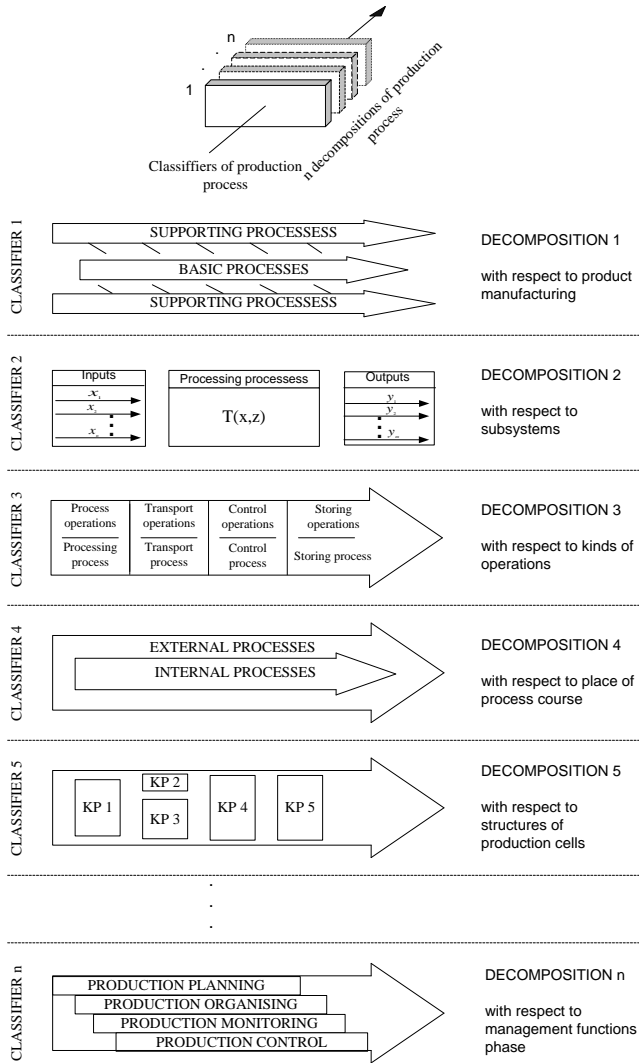 n
.
.
1
n decompositions of production
process
Classiffiers of production
process
CLASSIFIER 1
SUPPORTING PROCESSESS
BASIC PROCESSES
SUPPORTING PROCESSESS
DECOMPOSITION 1
with respect to product
manufacturing
CLASSIFIER 2
Inputs
x₁
x₂
Processing processess
T(x,z)
Outputs
y₁
y₂
yₘ
DECOMPOSITION 2
with respect to
subsystems
CLASSIFIER 3
Process
operations
Processing
process
Transport
operations
Transport
process
Control
operations
Control
process
Storing
operations
Storing process
DECOMPOSITION 3
with respect to kinds of
operations
CLASSIFIER 4
EXTERNAL PROCESSES
INTERNAL PROCESSES
DECOMPOSITION 4
with respect to place of
process course
CLASSIFIER 5
KP 1
KP 2
KP 3
KP 4
KP 5
DECOMPOSITION 5
with respect to
structures of
production cells
.
.
.
CLASSIFIER n
PRODUCTION PLANNING
PRODUCTION ORGANISING
PRODUCTION MONITORING
PRODUCTION CONTROL
DECOMPOSITION n
with respect to
management functions
phase